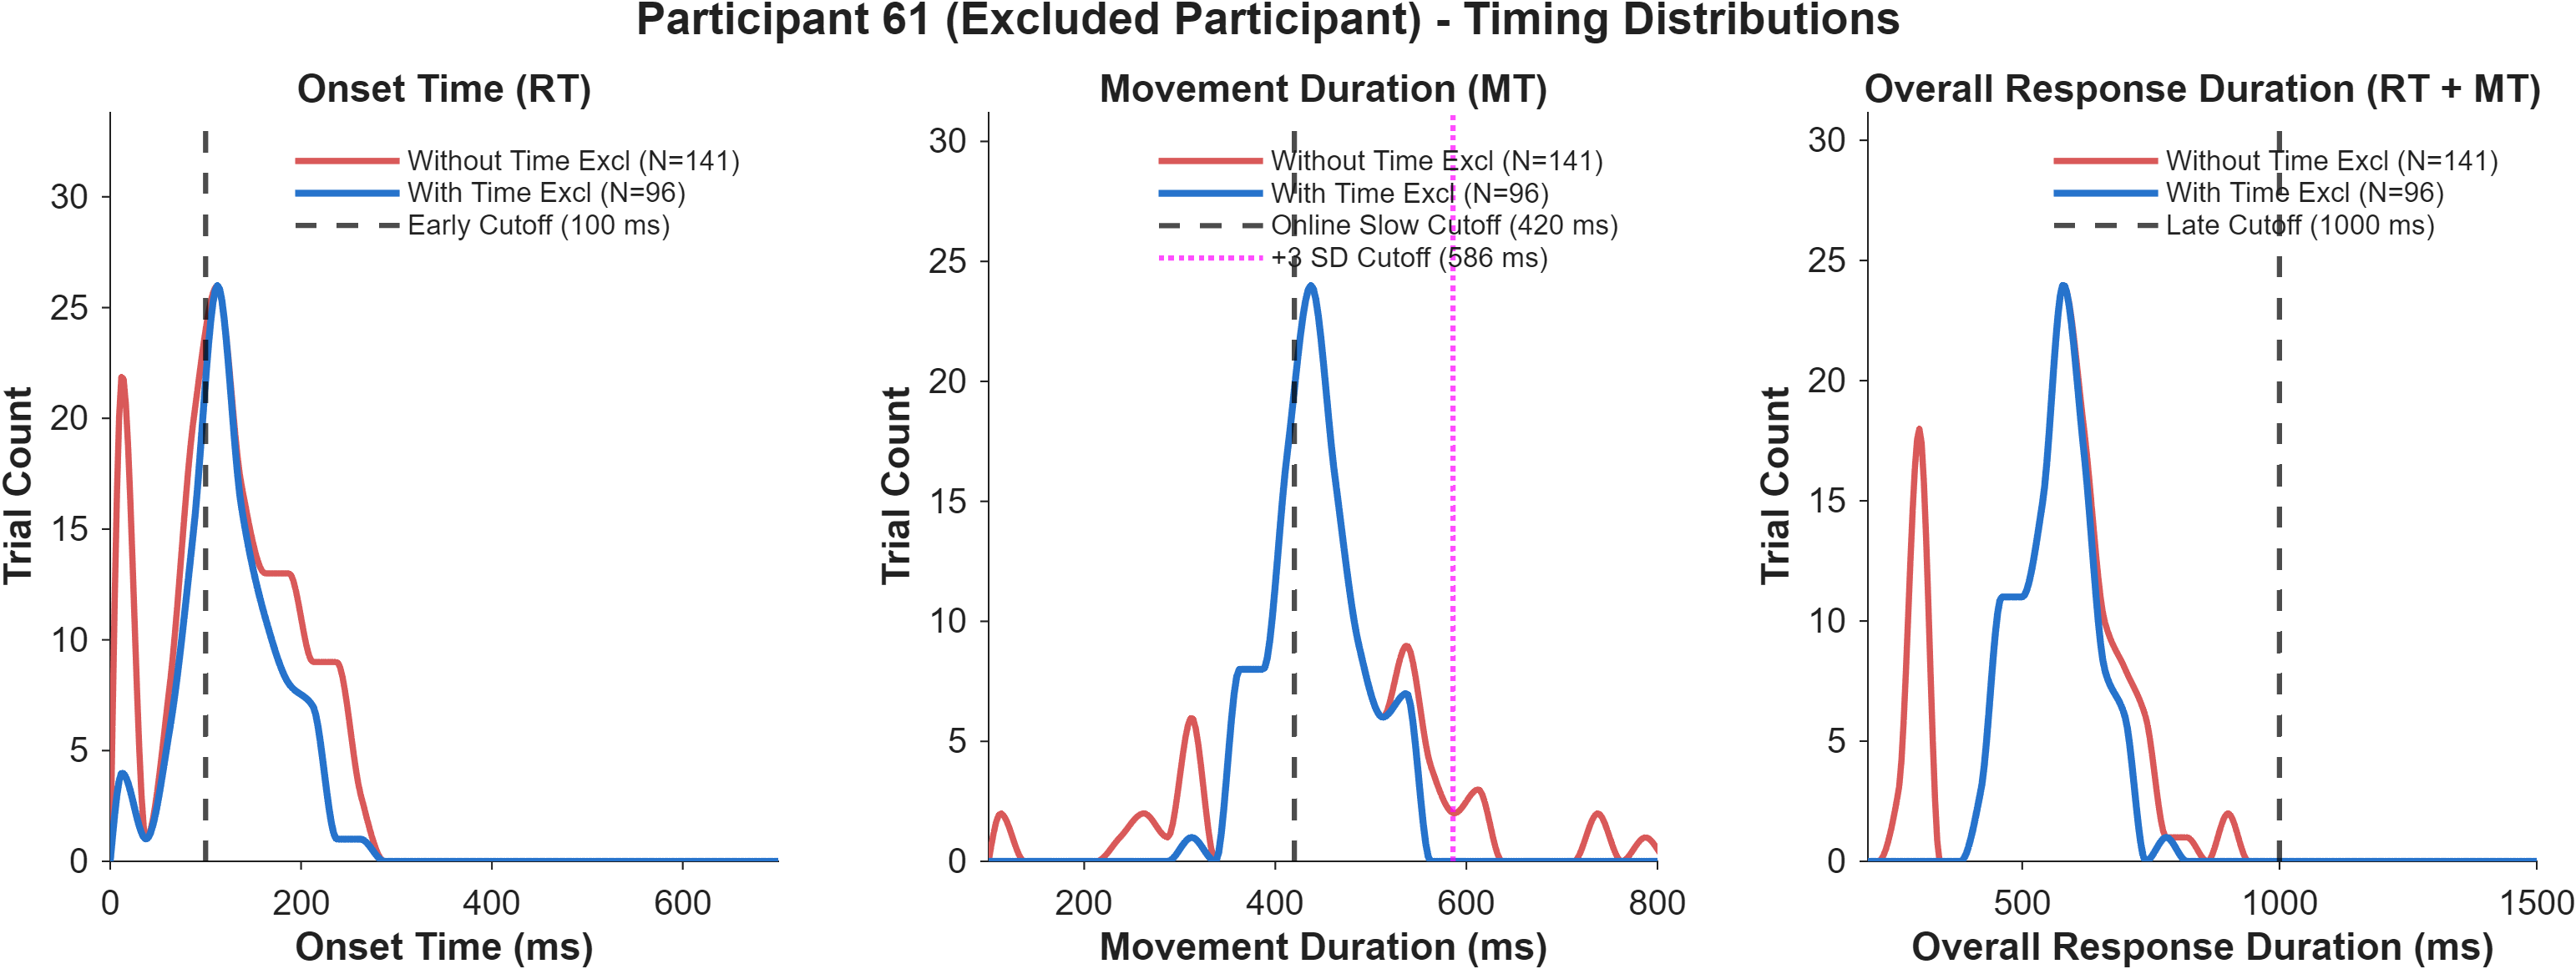 Participant 61 (Excluded Participant) - Timing Distributions
Onset Time (RT)
Without Time Excl (N=141)
With Time Excl (N=96)
Early Cutoff (100 ms)
Trial Count
30
25
20
15
10
5
0
0 200 400 600
Onset Time (ms)
Movement Duration (MT)
Without Time Excl (N=141)
With Time Excl (N=96)
Online Slow Cutoff (420 ms)
+3 SD Cutoff (586 ms)
Trial Count
30
25
20
15
10
5
0
200 400 600 800
Movement Duration (ms)
Overall Response Duration (RT + MT)
Without Time Excl (N=141)
With Time Excl (N=96)
Late Cutoff (1000 ms)
Trial Count
30
25
20
15
10
5
0
500 1000 1500
Overall Response Duration (ms)